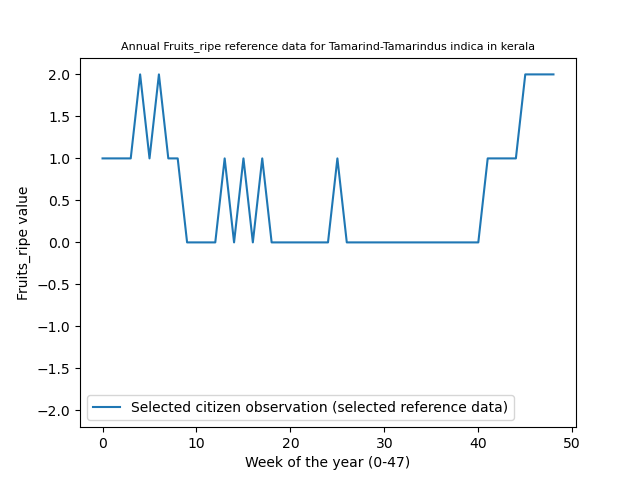 Annual Fruits_ripe reference data for Tamarind-Tamarindus indica in kerala
2.0
1.5
1.0
0.5
0.0
−0.5
−1.0
−1.5
−2.0
Fruits_ripe value
Selected citizen observation (selected reference data)
0 10 20 30 40 50
Week of the year (0-47)